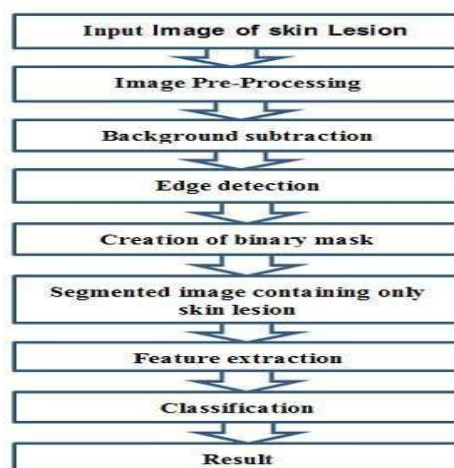 Input Image of skin Lesion
Image Pre-Processing
Background subtraction
Edge detection
Creation of binary mask
Segmented image containing only
skin lesion
Feature extraction
Classification
Result